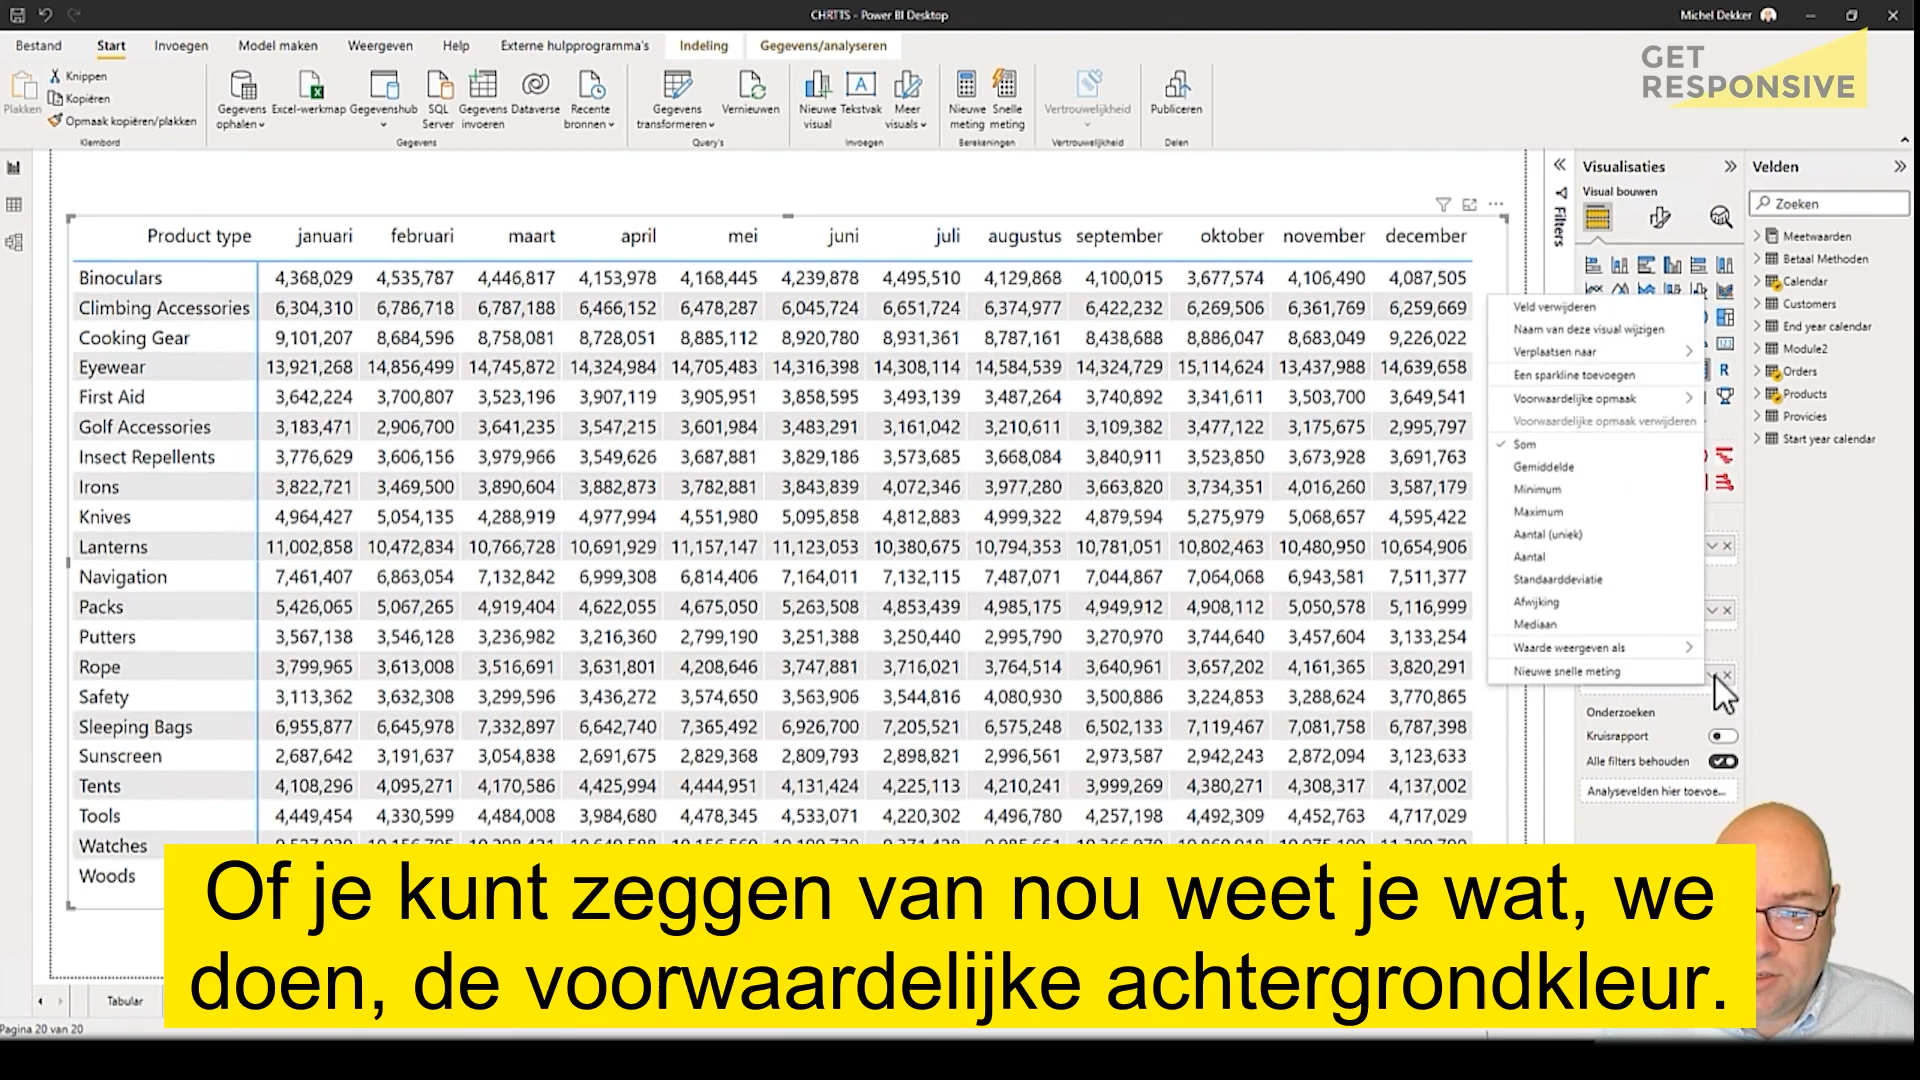 CHRTTS - Power BI Desktop
Michel Dekker
Bestand Start Invoegen Model maken Weergeven Help Externe hulpprogramma's Indeling Gegevens/analyseren
GET
RESPONSIVE
Plakken
Knippen
Kopiëren
Opmaak kopiëren/plakken
Klembord
Gegevens ophalen
Excel-werkmap
Gegevenshub
SQL Server
Gegevens invoeren
Dataverse
Recente bronnen
Gegevens
Gegevens transformeren
Vernieuwen
Query's
Nieuwe visual
Tekstvak
Meer visuals
Invoegen
Nieuwe meting
Snelle meting
Berekeningen
Vertrouwelijkheid
Vertrouwelijkheid
Publiceren
Delen
Product type januari februari maart april mei juni juli augustus september oktober november december
Binoculars 4,368,029 4,535,787 4,446,817 4,153,978 4,168,445 4,239,878 4,495,510 4,129,868 4,100,015 3,677,574 4,106,490 4,087,505
Climbing Accessories 6,304,310 6,786,718 6,787,188 6,466,152 6,478,287 6,045,724 6,651,724 6,374,977 6,422,232 6,269,506 6,361,769 6,259,669
Cooking Gear 9,101,207 8,684,596 8,758,081 8,728,051 8,885,112 8,920,780 8,931,361 8,787,161 8,438,688 8,886,047 8,683,049 9,226,022
Eyewear 13,921,268 14,856,499 14,745,872 14,324,984 14,705,483 14,316,398 14,308,114 14,584,539 14,324,729 15,114,624 13,437,988 14,639,658
First Aid 3,642,224 3,700,807 3,523,196 3,907,119 3,905,951 3,858,595 3,493,139 3,487,264 3,740,892 3,341,611 3,503,700 3,649,541
Golf Accessories 3,183,471 2,906,700 3,641,235 3,547,215 3,601,984 3,483,291 3,161,042 3,210,611 3,109,382 3,477,122 3,175,675 2,995,797
Insect Repellents 3,776,629 3,606,156 3,979,966 3,549,626 3,687,881 3,829,186 3,573,685 3,668,084 3,840,911 3,523,850 3,673,928 3,691,763
Irons 3,822,721 3,469,500 3,890,604 3,882,873 3,782,881 3,843,839 4,072,346 3,977,280 3,663,820 3,734,351 4,016,260 3,587,179
Knives 4,964,427 5,054,135 4,288,919 4,977,994 4,551,980 5,095,858 4,812,883 4,999,322 4,879,594 5,275,979 5,068,657 4,595,422
Lanterns 11,002,858 10,472,834 10,766,728 10,691,929 11,157,147 11,123,053 10,380,675 10,794,353 10,781,051 10,802,463 10,480,950 10,654,906
Navigation 7,461,407 6,863,054 7,132,842 6,999,308 6,814,406 7,164,011 7,132,115 7,487,071 7,044,867 7,064,068 6,943,581 7,511,377
Packs 5,426,065 5,067,265 4,919,404 4,622,055 4,675,050 5,263,508 4,853,439 4,985,175 4,949,912 4,908,112 5,050,578 5,116,999
Putters 3,567,138 3,546,128 3,236,982 3,216,360 2,799,190 3,251,388 3,250,440 2,995,790 3,270,970 3,744,640 3,457,604 3,133,254
Rope 3,799,965 3,613,008 3,516,691 3,631,801 4,208,646 3,747,881 3,716,021 3,764,514 3,640,961 3,657,202 4,161,365 3,820,291
Safety 3,113,362 3,632,308 3,299,596 3,436,272 3,574,650 3,563,906 3,544,816 4,080,930 3,500,886 3,224,853 3,288,624 3,770,865
Sleeping Bags 6,955,877 6,645,978 7,332,897 6,642,740 7,365,492 6,926,700 7,205,521 6,575,248 6,502,133 7,119,467 7,081,758 6,787,398
Sunscreen 2,687,642 3,191,637 3,054,838 2,691,675 2,829,368 2,809,793 2,898,821 2,996,561 2,973,587 2,942,243 2,872,094 3,123,633
Tents 4,108,296 4,095,271 4,170,586 4,425,994 4,444,951 4,131,424 4,225,113 4,210,241 3,999,269 4,380,271 4,308,317 4,137,002
Tools 4,449,454 4,330,599 4,484,008 3,984,680 4,478,345 4,533,071 4,220,302 4,496,780 4,257,198 4,492,309 4,452,763 4,717,029
Watches
Woods
Filters
Visualisaties
Visual bouwen
R
Veld verwijderen
Naam van deze visual wijzigen
Verplaatsen naar
Een sparkline toevoegen
Voorwaardelijke opmaak
Voorwaardelijke opmaak verwijderen
Som
Gemiddelde
Minimum
Maximum
Aantal (uniek)
Aantal
Standaarddeviatie
Afwijking
Mediaan
Waarde weergeven als
Nieuwe snelle meting
Onderzoeken
Kruisrapport
Alle filters behouden
Analysevelden hier toevoe...
Velden
Zoeken
Meetwaarden
Betaal Methoden
Calendar
Customers
End year calendar
Module2
Orders
Products
Provicies
Start year calendar
Of je kunt zeggen van nou weet je wat, we
doen, de voorwaardelijke achtergrondkleur.
Tabular
Pagina 20 van 20